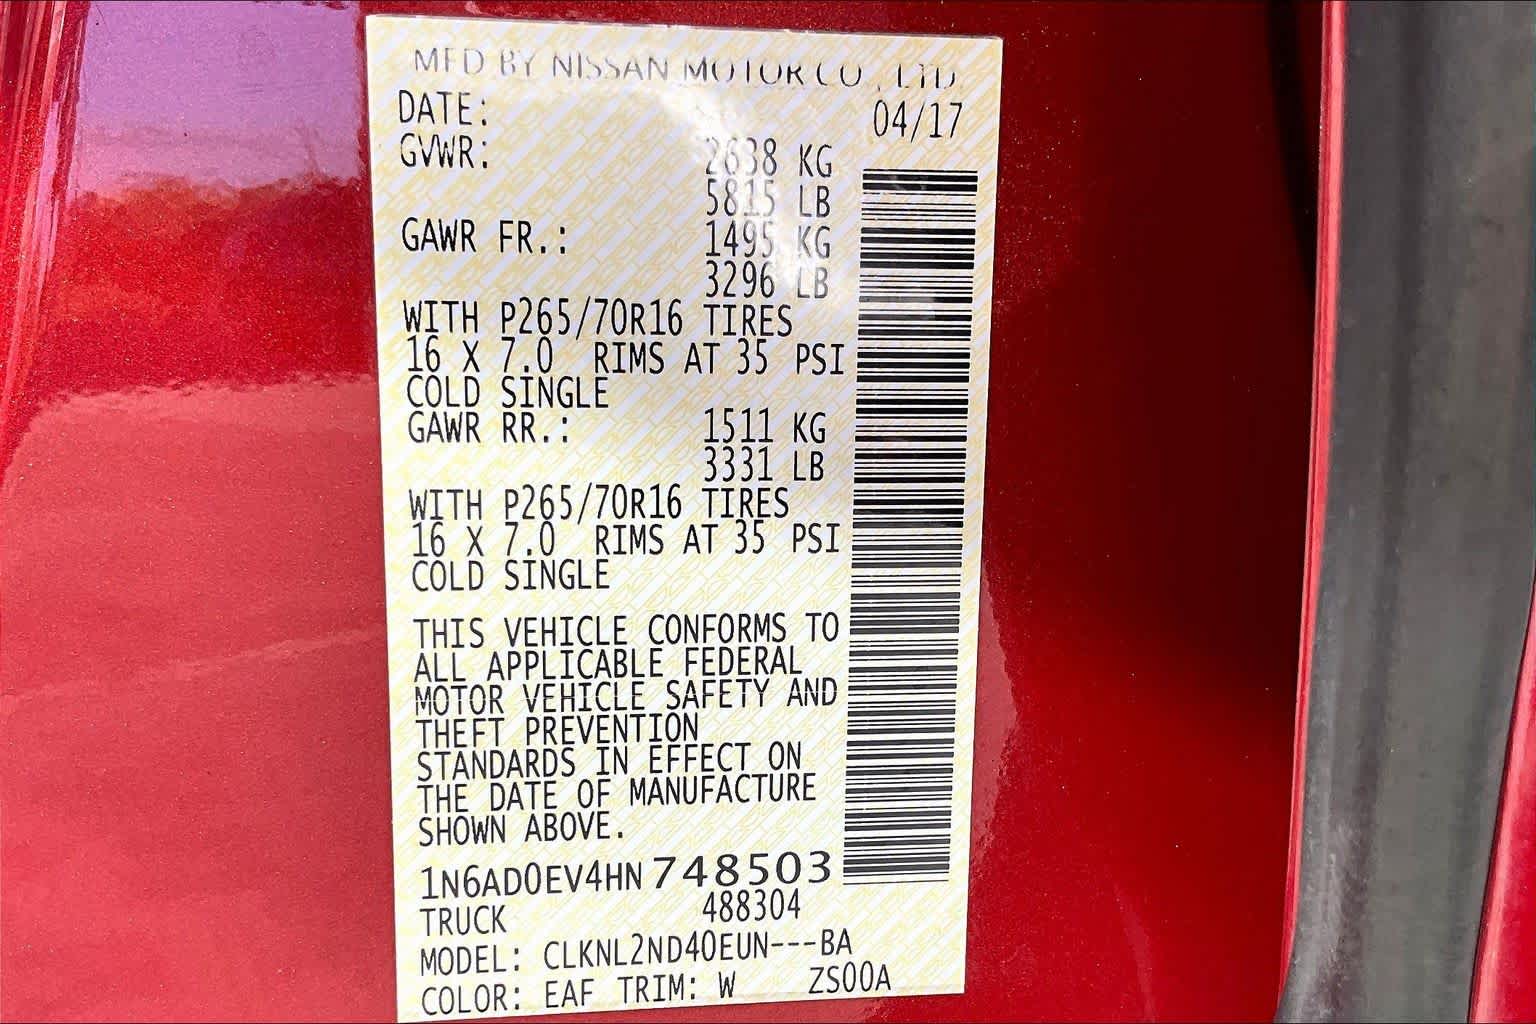 MFD BY NISSAN MOTOR CO., LTD.
DATE: 04/17
GVWR: 2638 KG
5815 LB
GAWR FR.: 1495 KG
3296 LB
WITH P265/70R16 TIRES
16 X 7.0 RIMS AT 35 PSI
COLD SINGLE
GAWR RR.: 1511 KG
3331 LB
WITH P265/70R16 TIRES
16 X 7.0 RIMS AT 35 PSI
COLD SINGLE
THIS VEHICLE CONFORMS TO
ALL APPLICABLE FEDERAL
MOTOR VEHICLE SAFETY AND
THEFT PREVENTION
STANDARDS IN EFFECT ON
THE DATE OF MANUFACTURE
SHOWN ABOVE.
1N6AD0EV4HN748503
TRUCK 488304
MODEL: CLKNL2ND40EUN---BA
COLOR: EAF TRIM: W ZS00A